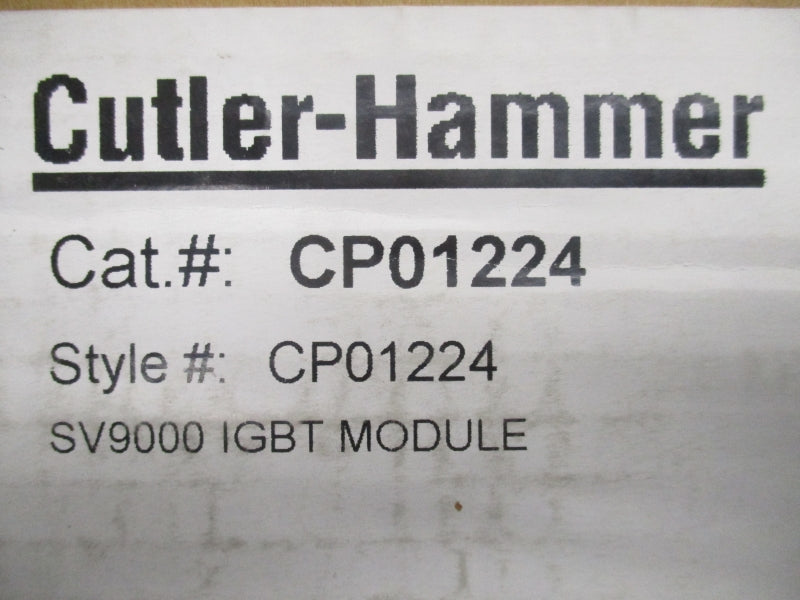 Cutler-Hammer
Cat.#: CP01224
Style #: CP01224
SV9000 IGBT MODULE